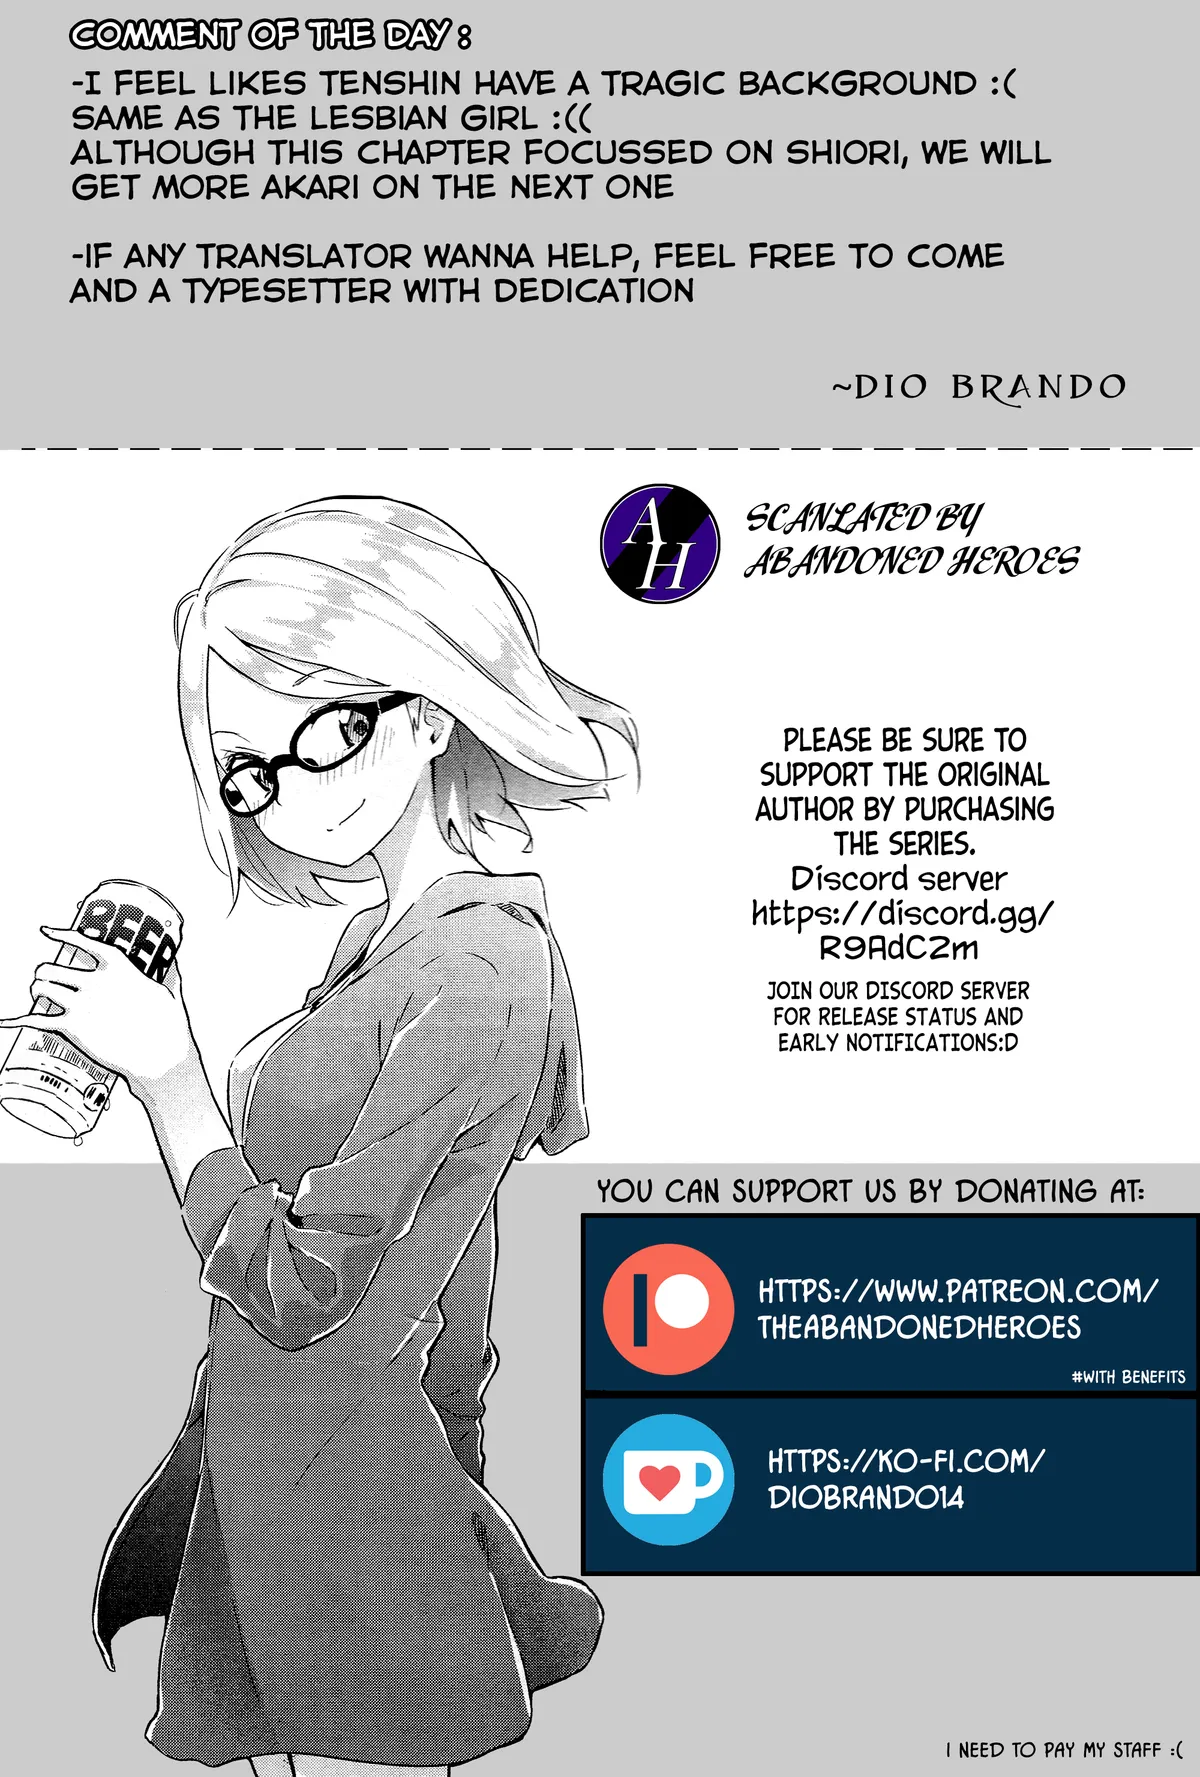 COMMENT OF THE DAY :
-I FEEL LIKES TENSHIN HAVE A TRAGIC BACKGROUND :(
SAME AS THE LESBIAN GIRL :((
ALTHOUGH THIS CHAPTER FOCUSSED ON SHIORI, WE WILL
GET MORE AKARI ON THE NEXT ONE
-IF ANY TRANSLATOR WANNA HELP, FEEL FREE TO COME
AND A TYPESETTER WITH DEDICATION
~DIO BRANDO
AH
SCANLATED BY
ABANDONED HEROES
PLEASE BE SURE TO
SUPPORT THE ORIGINAL
AUTHOR BY PURCHASING
THE SERIES.
Discord server
https://discord.gg/
R9AdCZm
JOIN OUR DISCORD SERVER
FOR RELEASE STATUS AND
EARLY NOTIFICATIONS:D
BEER
YOU CAN SUPPORT US BY DONATING AT:
HTTPS://WWW.PATREON.COM/
THEABANDONEDHEROES
#WITH BENEFITS
HTTPS://KO-FI.COM/
DIOBRANDO14
I NEED TO PAY MY STAFF :(